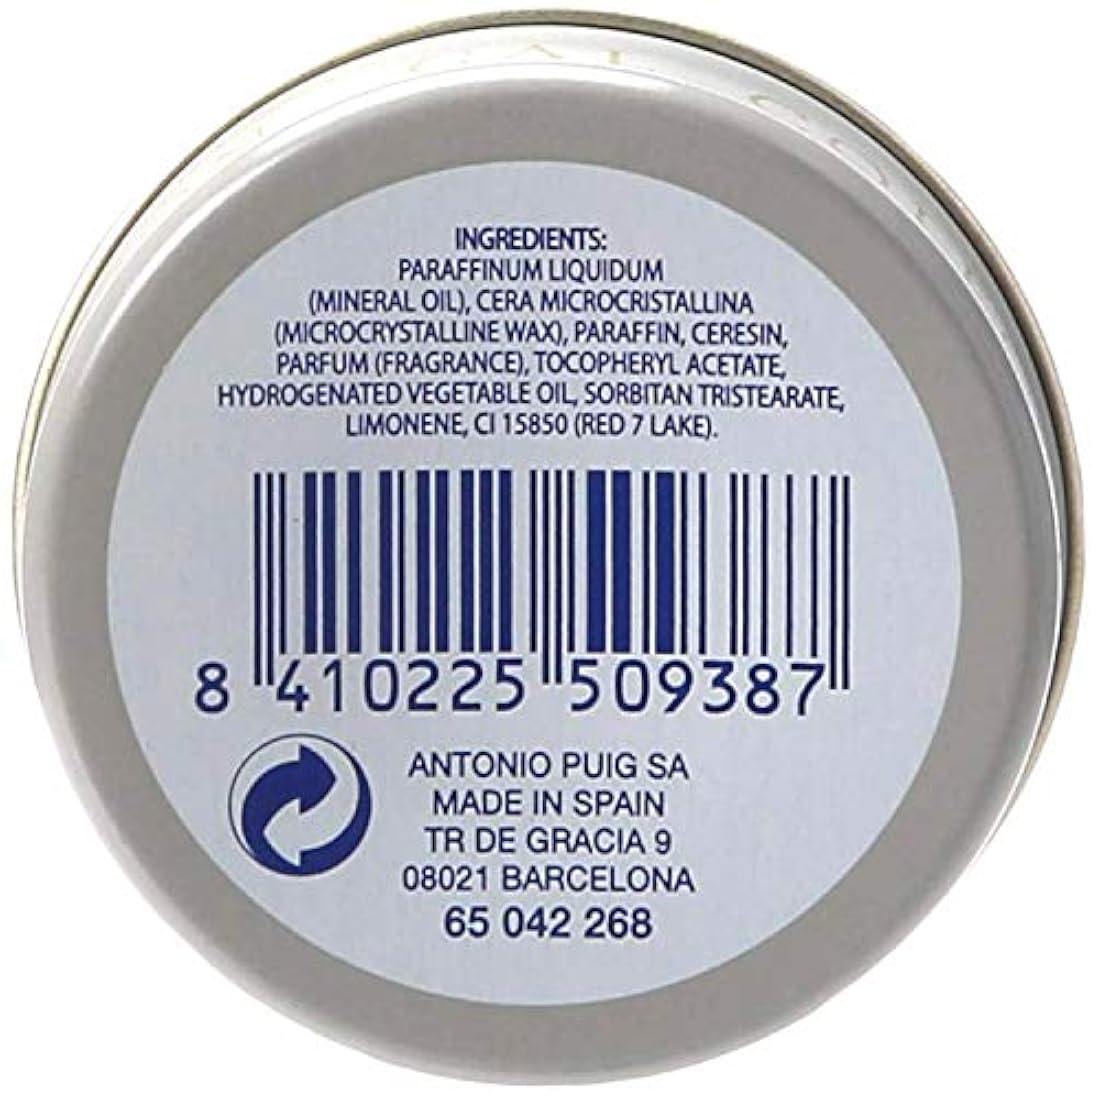 INGREDIENTS:
PARAFFINUM LIQUIDUM
(MINERAL OIL), CERA MICROCRISTALLINA
(MICROCRYSTALLINE WAX), PARAFFIN, CERESIN,
PARFUM (FRAGRANCE), TOCOPHERYL ACETATE,
HYDROGENATED VEGETABLE OIL, SORBITAN TRISTEARATE,
LIMONENE, CI 15850 (RED 7 LAKE).
8 410225 509387
ANTONIO PUIG SA
MADE IN SPAIN
TR DE GRACIA 9
08021 BARCELONA
65 042 268